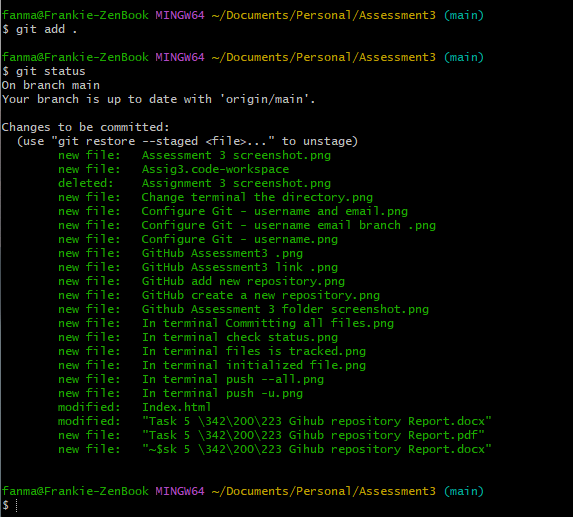 fanma@Frankie-ZenBook MINGW64 ~/Documents/Personal/Assessment3 (main)
$ git add .
fanma@Frankie-ZenBook MINGW64 ~/Documents/Personal/Assessment3 (main)
$ git status
On branch main
Your branch is up to date with 'origin/main'.
Changes to be committed:
(use "git restore --staged <file>..." to unstage)
new file: Assessment 3 screenshot.png
new file: Assig3.code-workspace
deleted: Assignment 3 screenshot.png
new file: Change terminal the directory.png
new file: Configure Git - username and email.png
new file: Configure Git - username email branch .png
new file: Configure Git - username.png
new file: GitHub Assessment3 .png
new file: GitHub Assessment3 link .png
new file: GitHub add new repository.png
new file: GitHub create a new repository.png
new file: Github Assessment 3 folder screenshot.png
new file: In terminal Committing all files.png
new file: In terminal check status.png
new file: In terminal files is tracked.png
new file: In terminal initialized file.png
new file: In terminal push --all.png
new file: In terminal push -u.png
modified: Index.html
modified: "Task 5 \342\200\223 Gihub repository Report.docx"
new file: "Task 5 \342\200\223 Gihub repository Report.pdf"
new file: "~$sk 5 \342\200\223 Gihub repository Report.docx"
fanma@Frankie-ZenBook MINGW64 ~/Documents/Personal/Assessment3 (main)
$